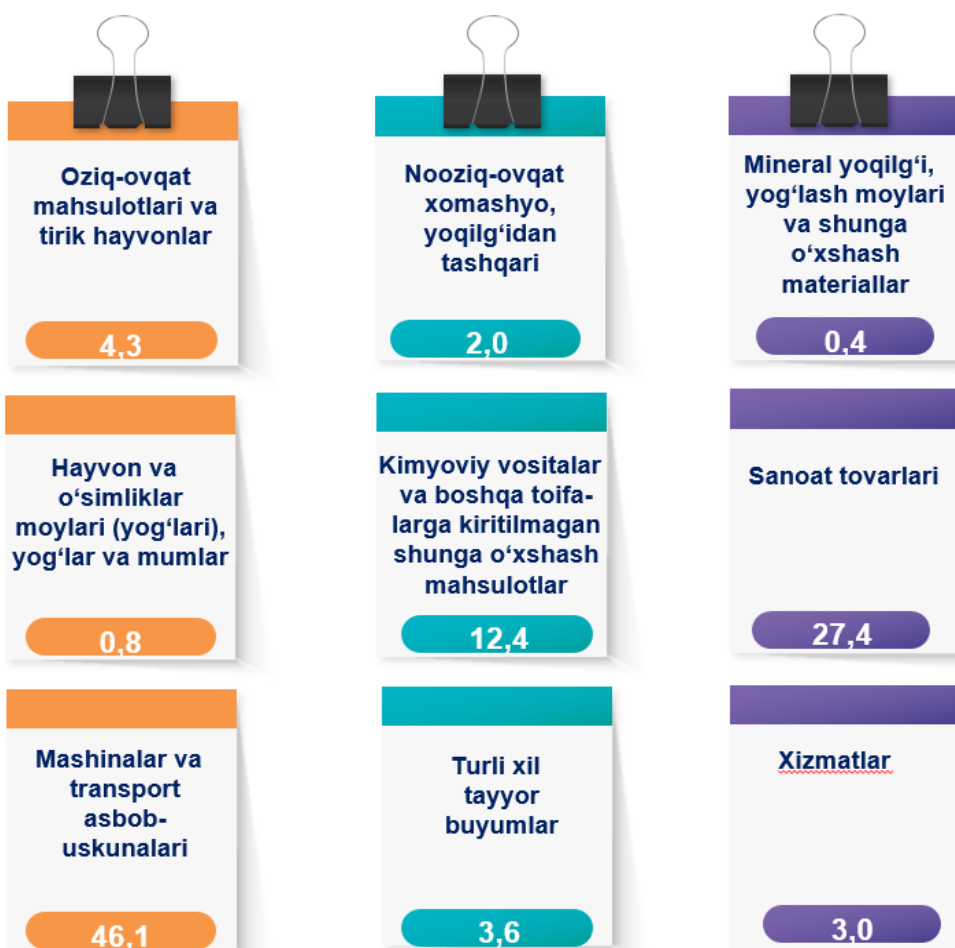 Oziq-ovqat
mahsulotlari va
tirik hayvonlar
4,3
Nooziq-ovqat
xomashyo,
yoqilg‘idan
tashqari
2,0
Mineral yoqilg‘i,
yog‘lash moylari
va shunga
o‘xshash
materiallar
0,4
Hayvon va
o‘simliklar
moylari (yog‘lari),
yog‘lar va mumlar
0,8
Kimyoviy vositalar
va boshqa toifa-
larga kiritilmagan
shunga o‘xshash
mahsulotlar
12,4
Sanoat tovarlari
27,4
Mashinalar va
transport
asbob-
uskunalari
46,1
Turli xil
tayyor
buyumlar
3,6
Xizmatlar
3,0